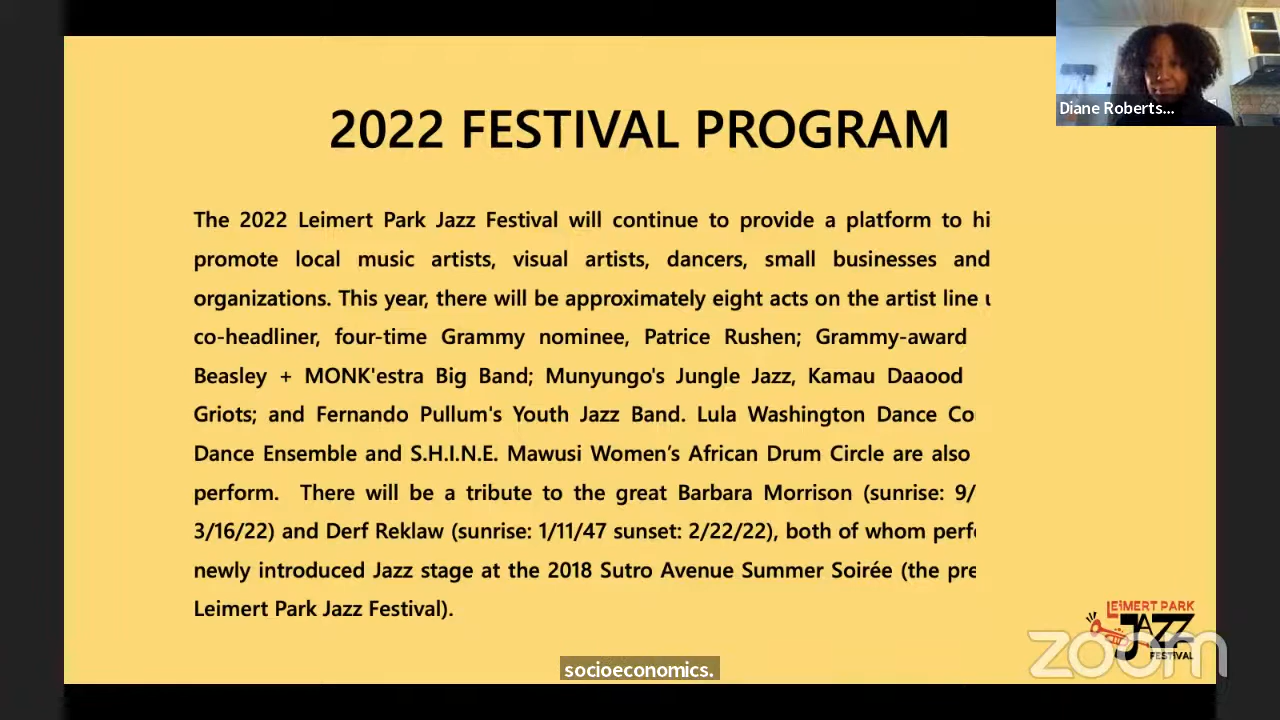 2022 FESTIVAL PROGRAM
Diane Roberts...
The 2022 Leimert Park Jazz Festival will continue to provide a platform to hi
promote local music artists, visual artists, dancers, small businesses and
organizations. This year, there will be approximately eight acts on the artist line
co-headliner, four-time Grammy nominee, Patrice Rushen; Grammy-award
Beasley + MONK'estra Big Band; Munyungo's Jungle Jazz, Kamau Daaood
Griots; and Fernando Pullum's Youth Jazz Band. Lula Washington Dance Co
Dance Ensemble and S.H.I.N.E. Mawusi Women’s African Drum Circle are also
perform. There will be a tribute to the great Barbara Morrison (sunrise: 9/
3/16/22) and Derf Reklaw (sunrise: 1/11/47 sunset: 2/22/22), both of whom perf
newly introduced Jazz stage at the 2018 Sutro Avenue Summer Soirée (the pre
Leimert Park Jazz Festival).
LEIMERT PARK
JAZZ
FESTIVAL
zoom
socioeconomics.